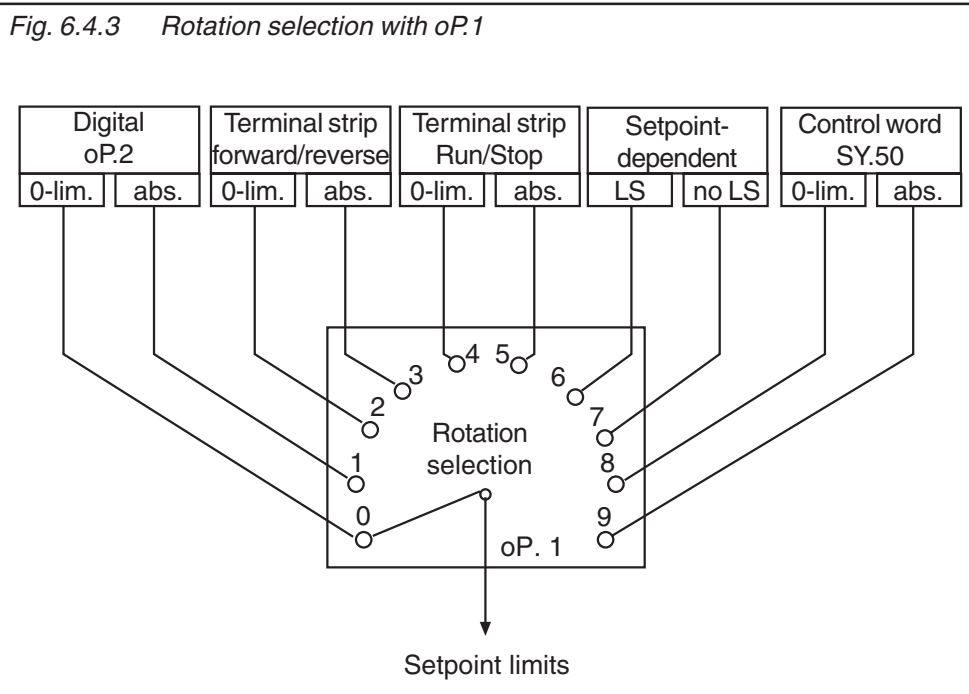 Fig. 6.4.3 Rotation selection with oP.1
Digital
oP.2
0-lim. abs.
Terminal strip
forward/reverse
0-lim. abs.
Terminal strip
Run/Stop
0-lim. abs.
Setpoint-
dependent
LS no LS
Control word
SY.50
0-lim. abs.
0
1
2
3
4
5
6
7
8
9
Rotation
selection
oP. 1
Setpoint limits